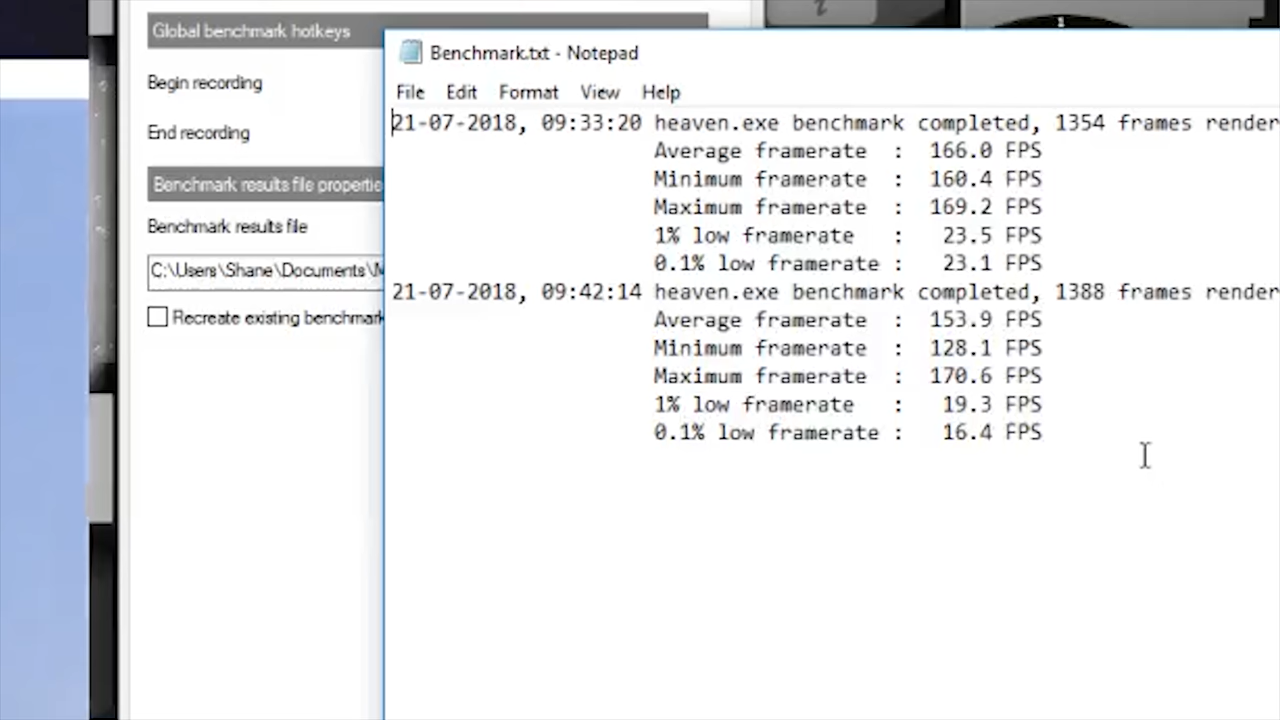 Global benchmark hotkeys
Begin recording
End recording
Benchmark results file propertie
Benchmark results file
C:\Users\Shane\Documents\M
Recreate existing benchmark
Benchmark.txt - Notepad
File Edit Format View Help
21-07-2018, 09:33:20 heaven.exe benchmark completed, 1354 frames render
Average framerate : 166.0 FPS
Minimum framerate : 160.4 FPS
Maximum framerate : 169.2 FPS
1% low framerate : 23.5 FPS
0.1% low framerate : 23.1 FPS
21-07-2018, 09:42:14 heaven.exe benchmark completed, 1388 frames render
Average framerate : 153.9 FPS
Minimum framerate : 128.1 FPS
Maximum framerate : 170.6 FPS
1% low framerate : 19.3 FPS
0.1% low framerate : 16.4 FPS